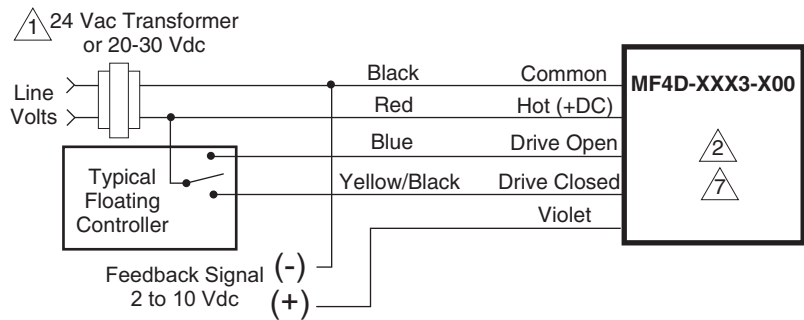 1 24 Vac Transformer
or 20-30 Vdc
Line
Volts
Black Common
Red Hot (+DC)
Blue Drive Open
Yellow/Black Drive Closed
Violet
MF4D-XXX3-X00
2
7
Typical
Floating
Controller
Feedback Signal (-)
2 to 10 Vdc (+)